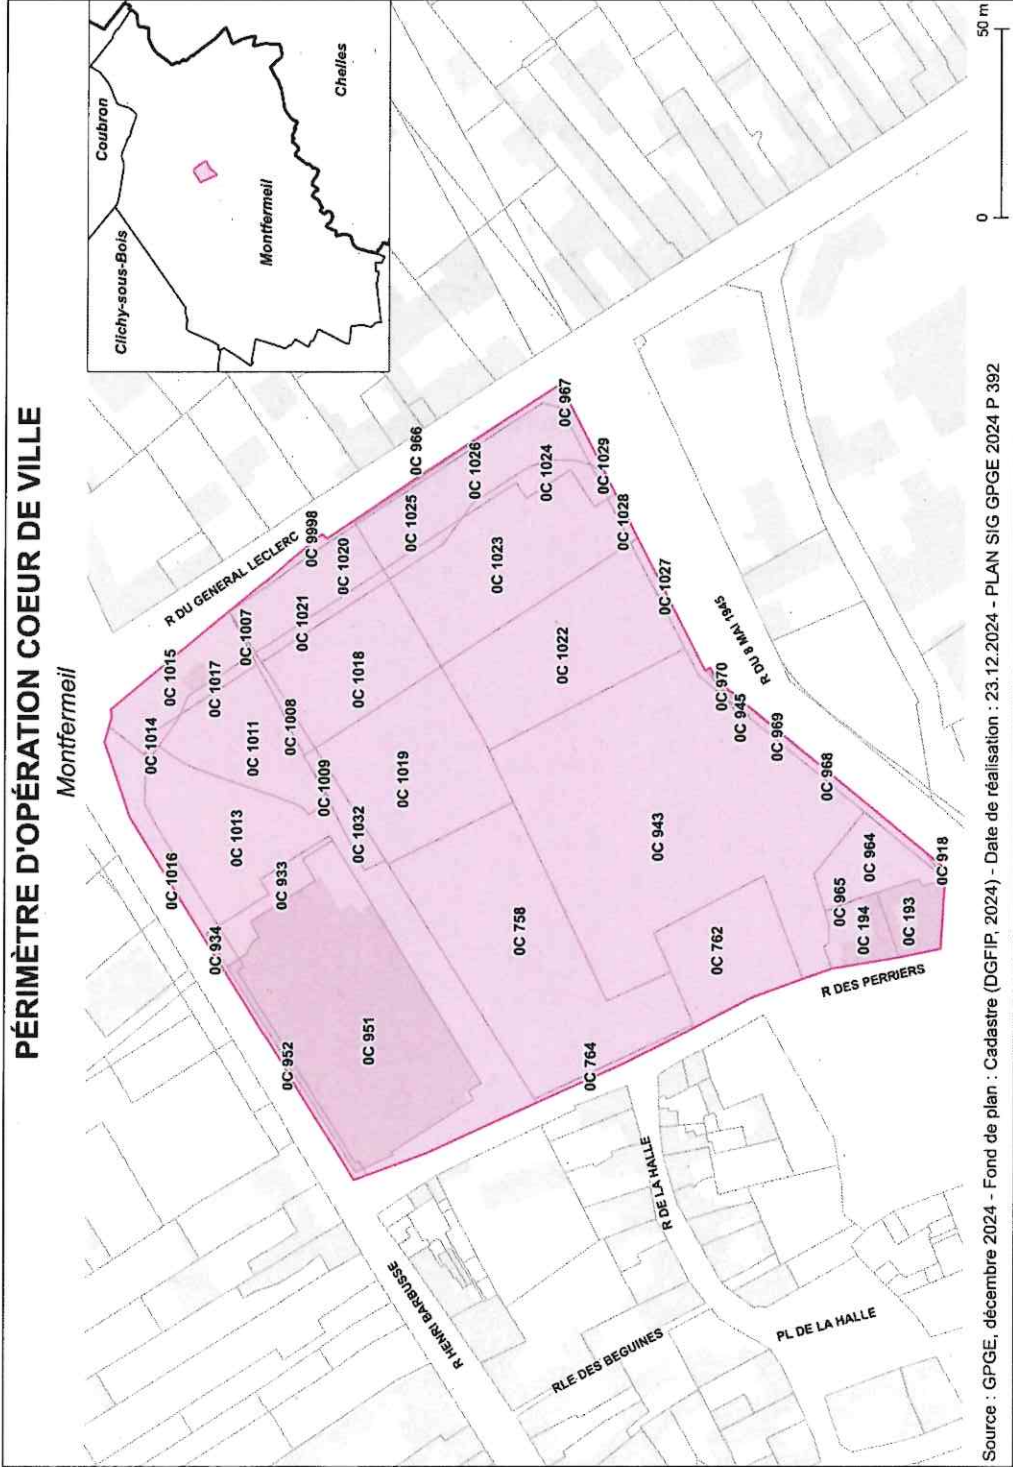 PÉRIMÈTRE D'OPÉRATION COEUR DE VILLE
Montfermeil
Coubron
Clichy-sous-Bois
Montfermeil
Chelles
R DU GENERAL LECLERC
0C 1014
0C 1015
0C 1016
0C 1017
0C 1013
0C 1011
0C 1007
0C 934
0C 933
0C 1008
0C 1021
0C 9998
0C 952
0C 1009
0C 1020
0C 951
0C 1032
0C 1018
0C 1019
0C 1025
0C 966
0C 1026
0C 758
0C 1022
0C 1023
0C 1024
0C 967
0C 764
0C 1029
0C 1028
0C 943
0C 1027
0C 762
0C 970
0C 945
0C 969
0C 968
0C 965
0C 964
0C 194
0C 193
0C 918
R DU 8 MAI 1945
R DES PERRIERS
R HENRI BARBUSSE
R DE LA HALLE
RLE DES BEGUINES
PL DE LA HALLE
0
50 m
Source : GPGE, décembre 2024 - Fond de plan : Cadastre (DGFIP, 2024) - Date de réalisation : 23.12.2024 - PLAN SIG GPGE 2024 P 392